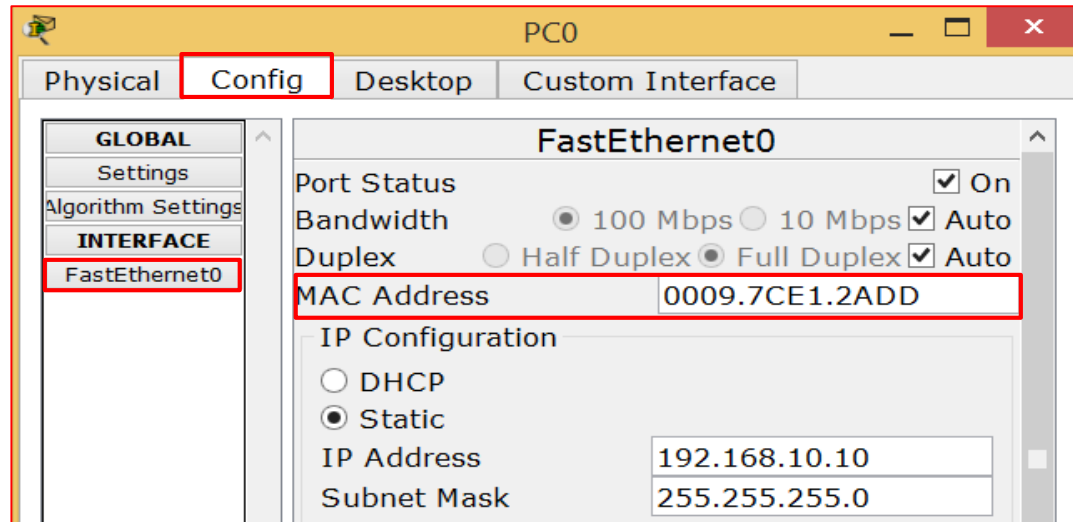 PC0
Physical Config Desktop Custom Interface
GLOBAL
Settings
Algorithm Settings
INTERFACE
FastEthernet0
FastEthernet0
Port Status On
Bandwidth 100 Mbps 10 Mbps Auto
Duplex Half Duplex Full Duplex Auto
MAC Address 0009.7CE1.2ADD
IP Configuration
DHCP
Static
IP Address 192.168.10.10
Subnet Mask 255.255.255.0